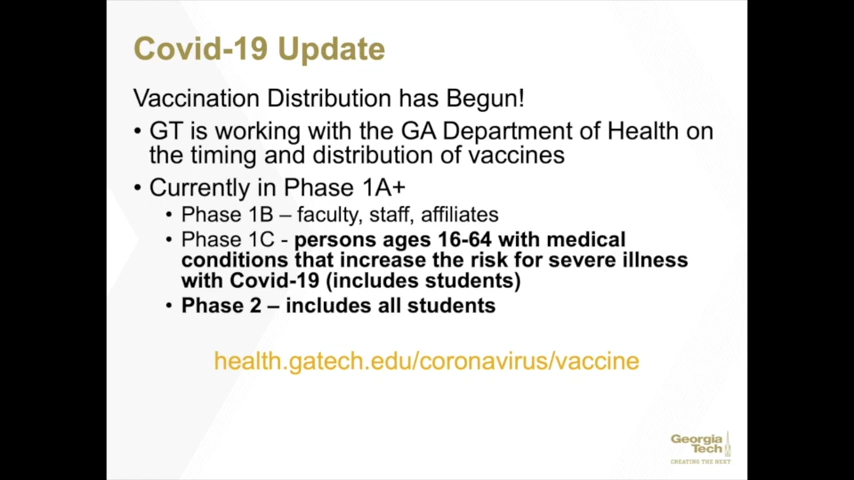 Covid-19 Update
Vaccination Distribution has Begun!
• GT is working with the GA Department of Health on
the timing and distribution of vaccines
• Currently in Phase 1A+
• Phase 1B – faculty, staff, affiliates
• Phase 1C - persons ages 16-64 with medical
conditions that increase the risk for severe illness
with Covid-19 (includes students)
• Phase 2 – includes all students
health.gatech.edu/coronavirus/vaccine
Georgia
Tech
CREATING THE NEXT